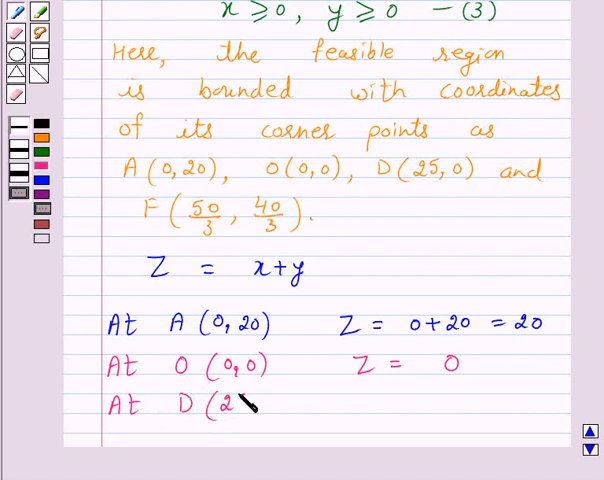 x ⩾ 0, y ⩾ 0 - (3)
Here, the feasible region
is bounded with coordinates
of its corner points as
A (0,20), O (0,0), D (25,0) and
F (50/3, 40/3).
Z = x+y
At A (0,20) Z = 0+20 = 20
At O (0,0) Z = 0
At D (2